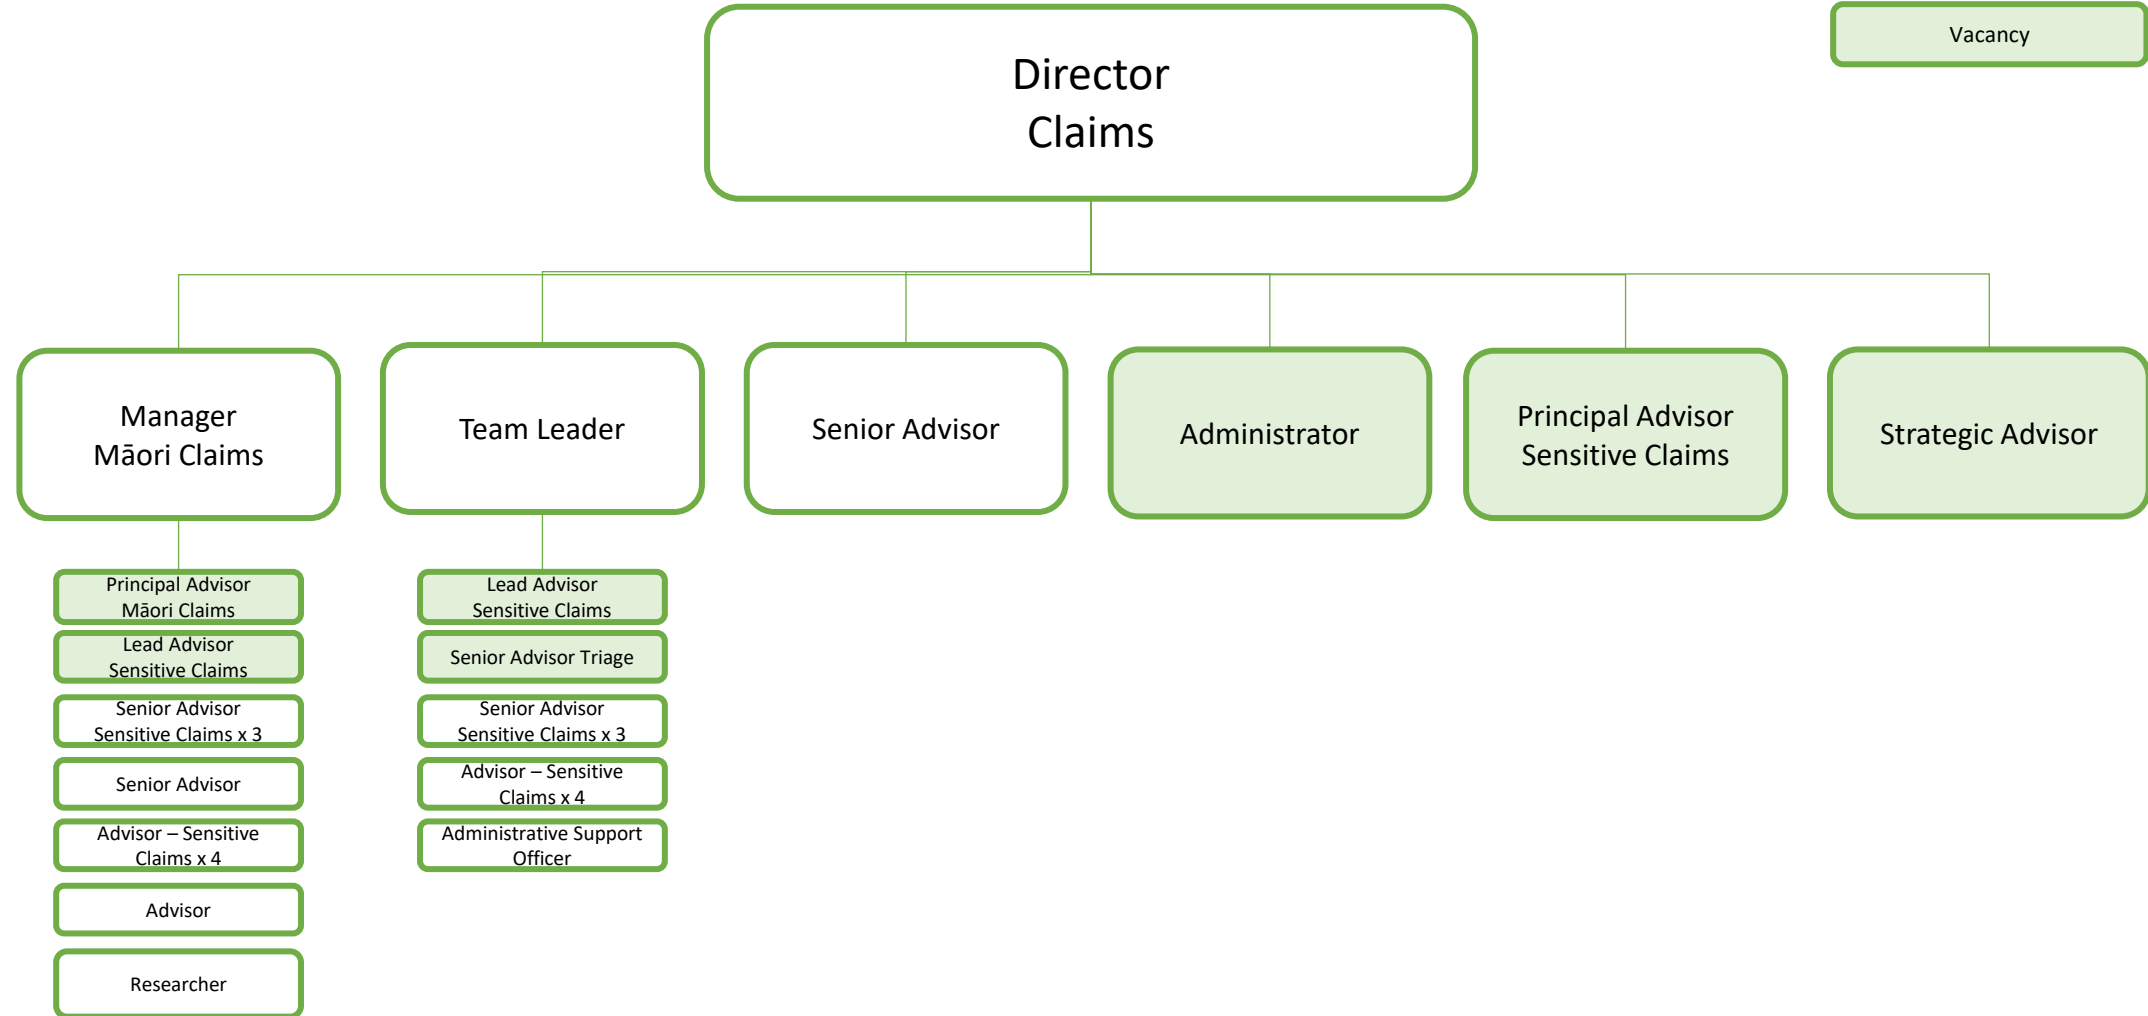 Vacancy
Director
Claims
Manager
Māori Claims
Team Leader
Senior Advisor
Administrator
Principal Advisor
Sensitive Claims
Strategic Advisor
Principal Advisor
Māori Claims
Lead Advisor
Sensitive Claims
Senior Advisor
Sensitive Claims x 3
Senior Advisor
Advisor – Sensitive
Claims x 4
Advisor
Researcher
Lead Advisor
Sensitive Claims
Senior Advisor Triage
Senior Advisor
Sensitive Claims x 3
Advisor – Sensitive
Claims x 4
Administrative Support
Officer